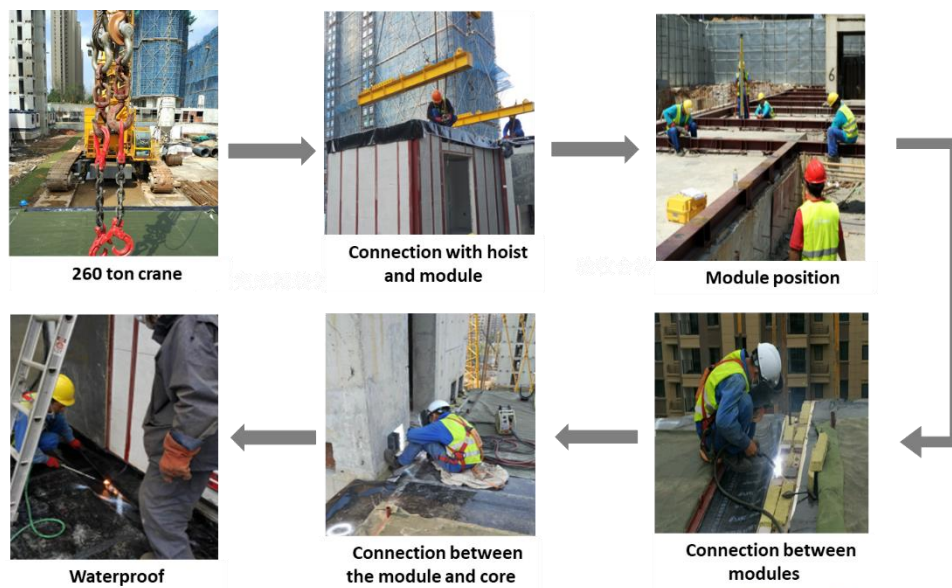 260 ton crane
Connection with hoist
and module
Module position
6
Connection between
modules
Connection between
the module and core
Waterproof